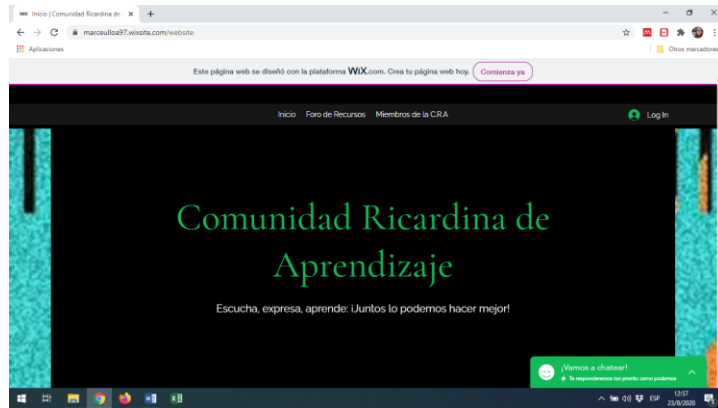 Inicio | Comunidad Ricardina de
marceulloa97.wixsite.com/website
Aplicaciones
Otros marcadores
Este página web se diseñó con la plataforma WiX.com. Crea tu página web hoy. Comienza ya
Inicio Foro de Recursos Miembros de la C.R.A Log In
Comunidad Ricardina de
Aprendizaje
Escucha, expresa, aprende: ¡Juntos lo podemos hacer mejor!
¡Vamos a chatear!
Te responderemos tan pronto como podamos
ESP
12:57
23/8/2020